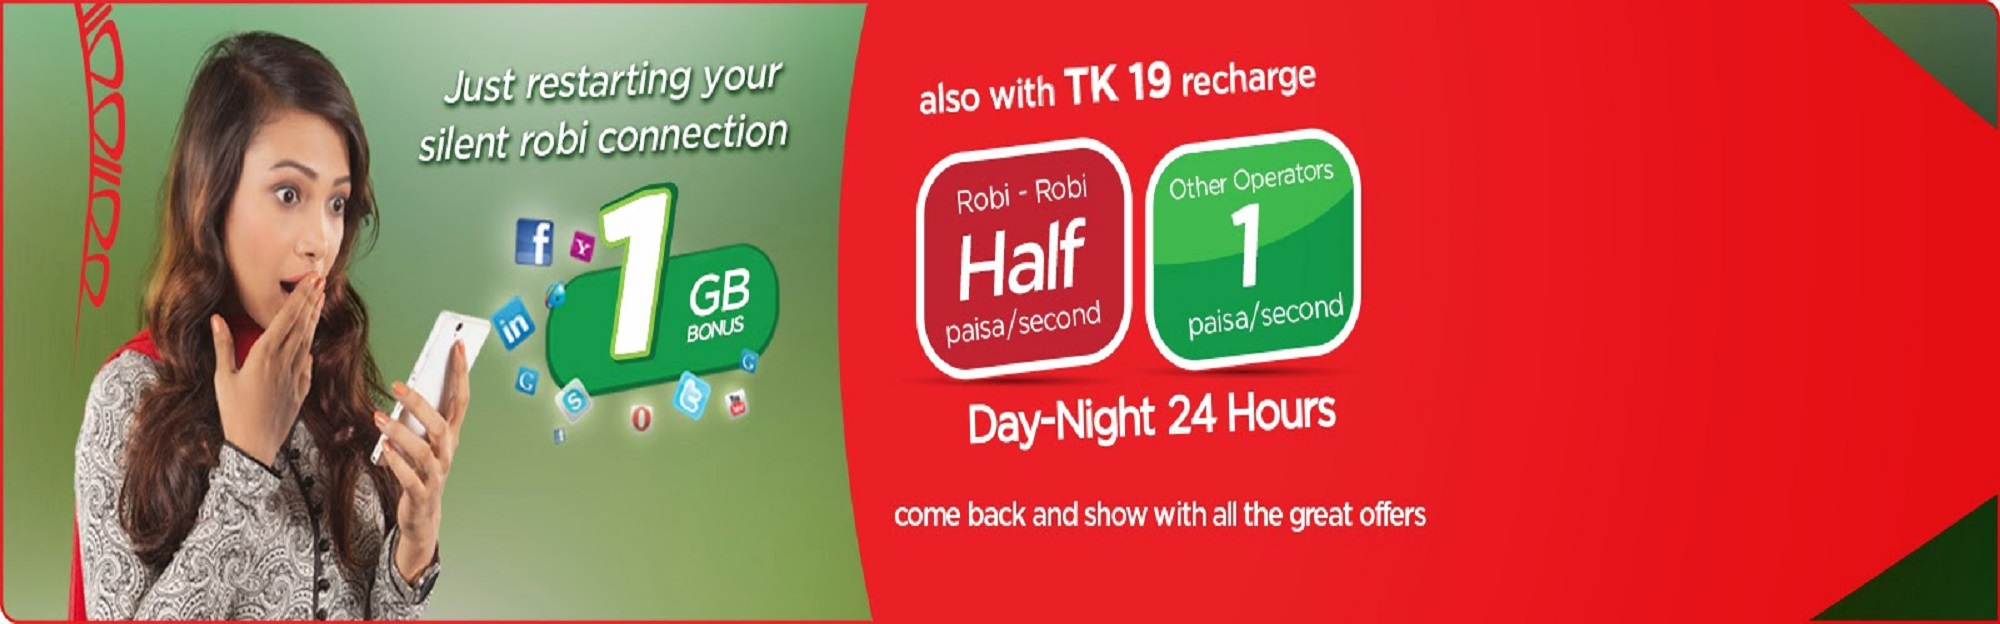 Just restarting your
silent robi connection
1
GB
BONUS
also with TK 19 recharge
Robi - Robi
Half
paisa/second
Other Operators
1
paisa/second
Day-Night 24 Hours
come back and show with all the great offers